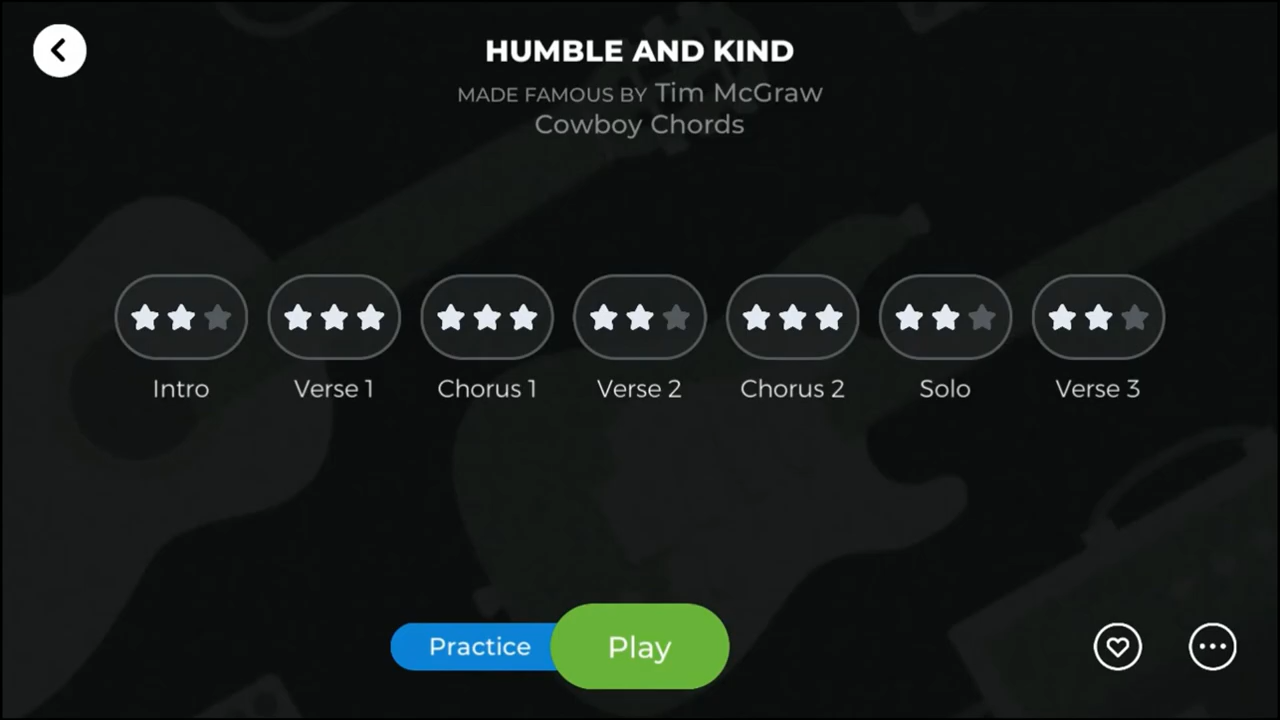 HUMBLE AND KIND
MADE FAMOUS BY Tim McGraw
Cowboy Chords
Intro
Verse 1
Chorus 1
Verse 2
Chorus 2
Solo
Verse 3
Practice
Play